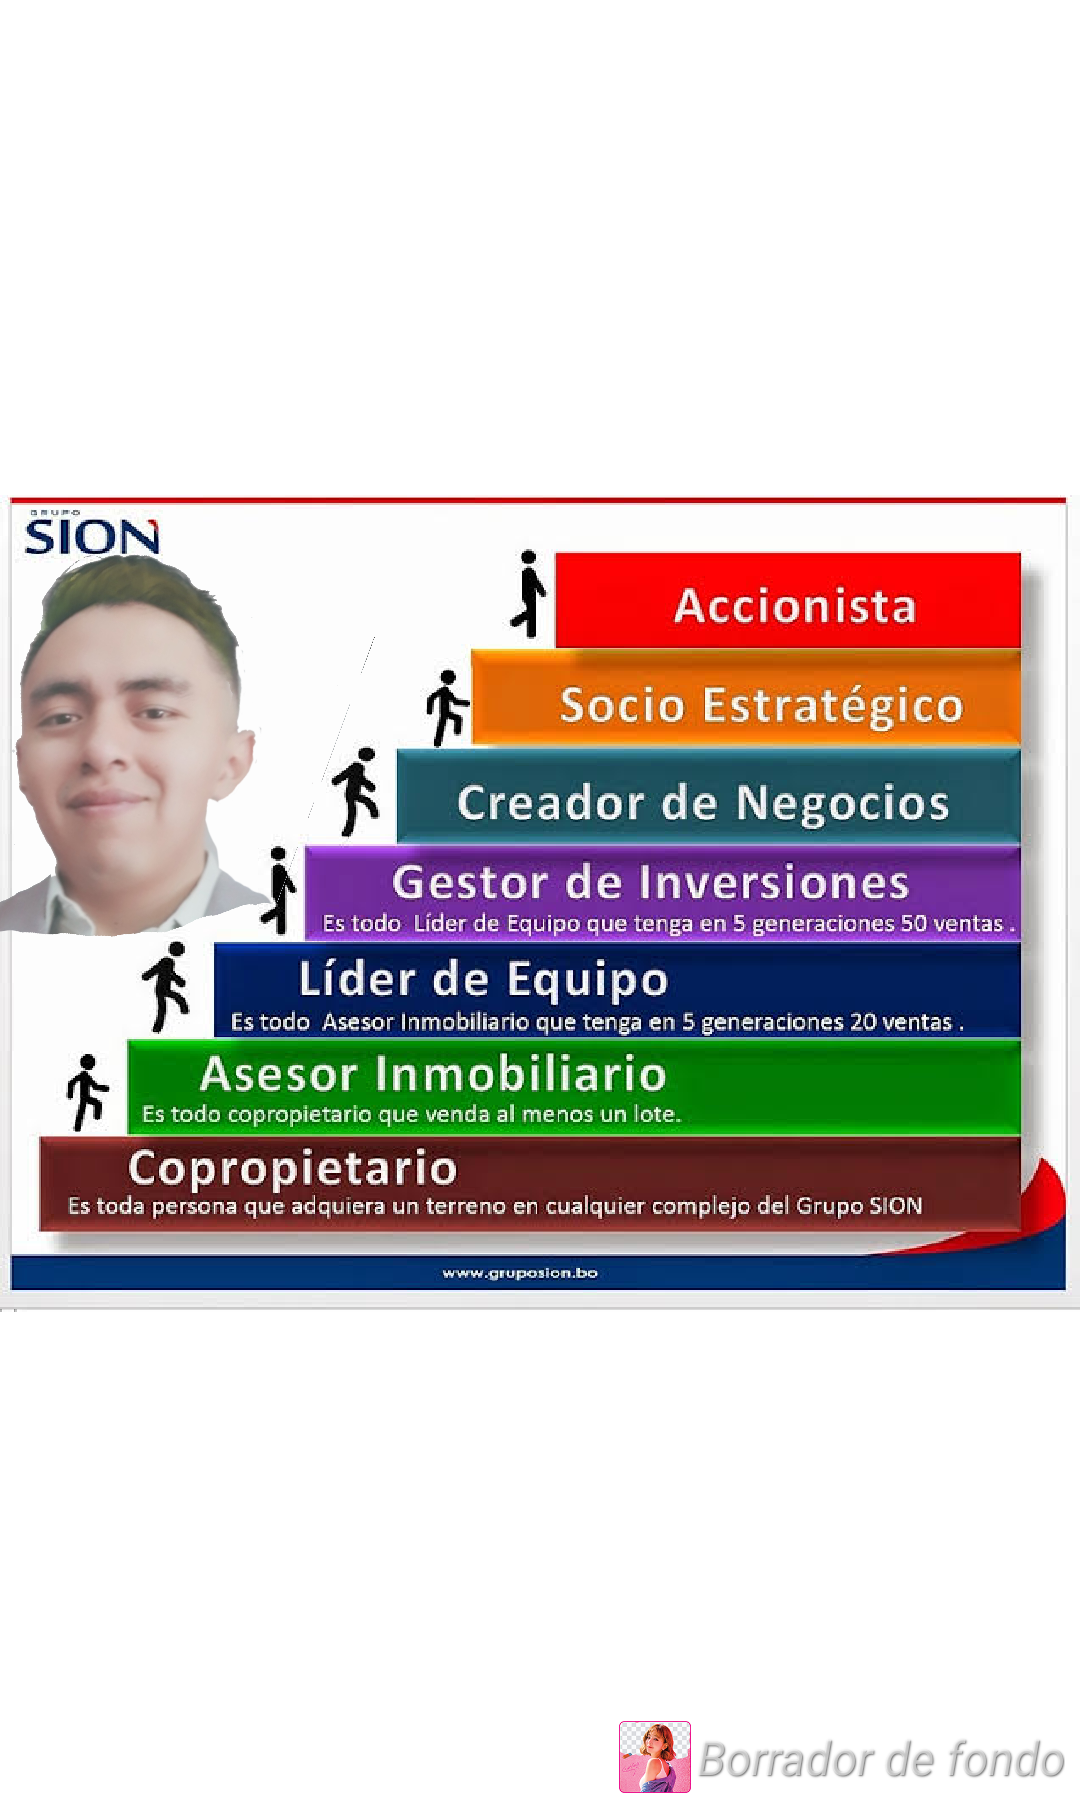 GRUPO
SION
Accionista
Socio Estratégico
Creador de Negocios
Gestor de Inversiones
Es todo Líder de Equipo que tenga en 5 generaciones 50 ventas .
Líder de Equipo
Es todo Asesor Inmobiliario que tenga en 5 generaciones 20 ventas .
Asesor Inmobiliario
Es todo copropietario que venda al menos un lote.
Copropietario
Es toda persona que adquiera un terreno en cualquier complejo del Grupo SION
www.gruposion.bo
Borrador de fondo